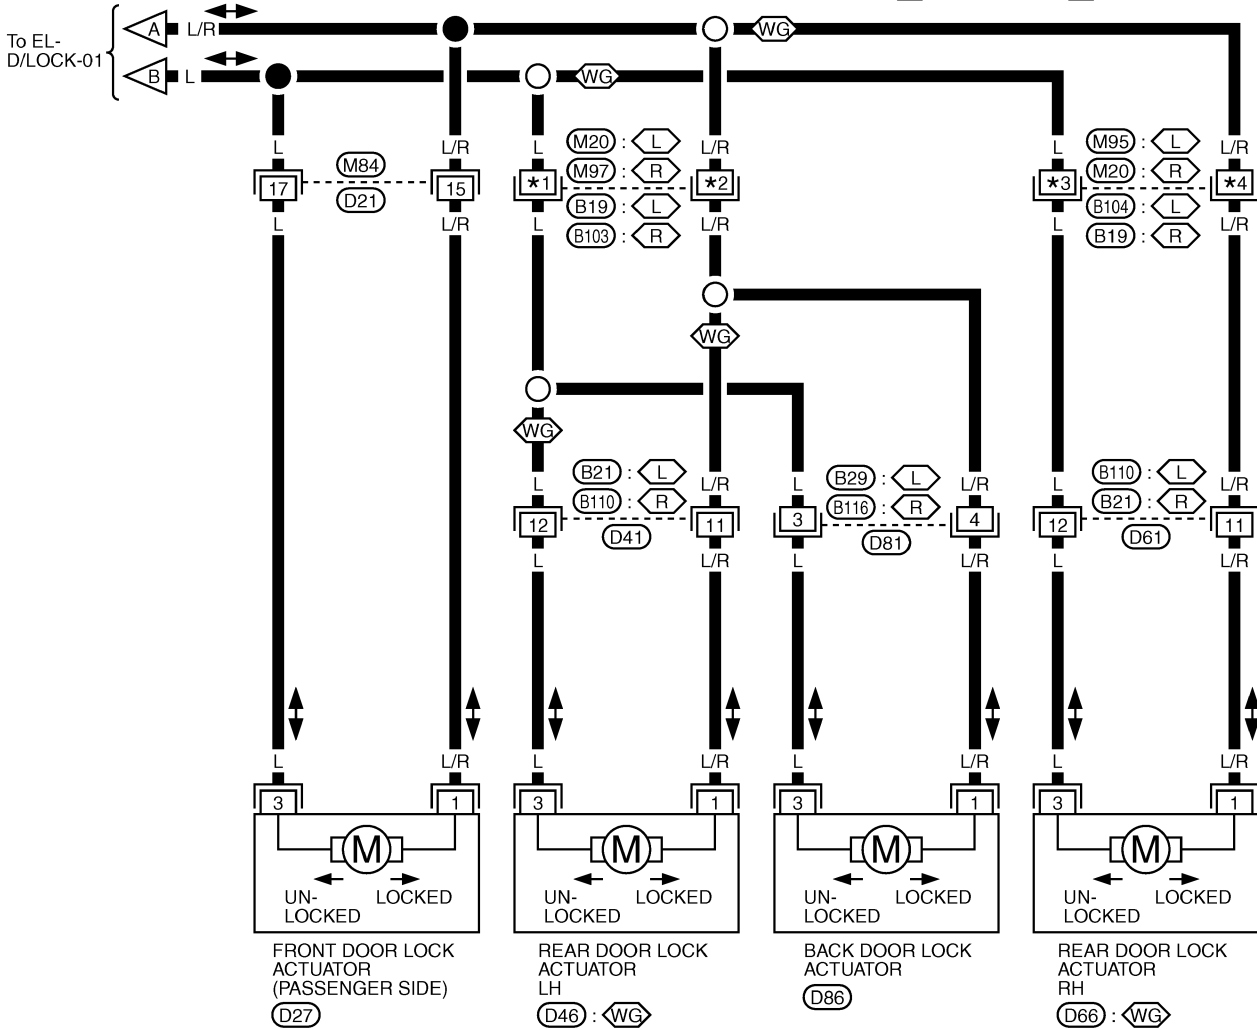 To EL-
D/LOCK-01
A L/R WG
B L WG
L L/R L L/R L L/R
M84
D21
17 15
M20 : L
M97 : R
*1 *2
B19 : L
B103 : R
M95 : L
M20 : R
*3 *4
B104 : L
B19 : R
L L/R L L/R L L/R
WG
WG
B21 : L
B110 : R
B29 : L
B116 : R
B110 : L
B21 : R
L L/R L L/R L L/R
12 11 3 4 12 11
D41 D81 D61
L L/R L L/R L L/R
L L/R L L/R L L/R L L/R
3 1 3 1 3 1 3 1
M M M M
UN-
LOCKED
LOCKED
UN-
LOCKED
LOCKED
UN-
LOCKED
LOCKED
UN-
LOCKED
LOCKED
FRONT DOOR LOCK
ACTUATOR
(PASSENGER SIDE)
D27
REAR DOOR LOCK
ACTUATOR
LH
D46 : WG
BACK DOOR LOCK
ACTUATOR
D86
REAR DOOR LOCK
ACTUATOR
RH
D66 : WG